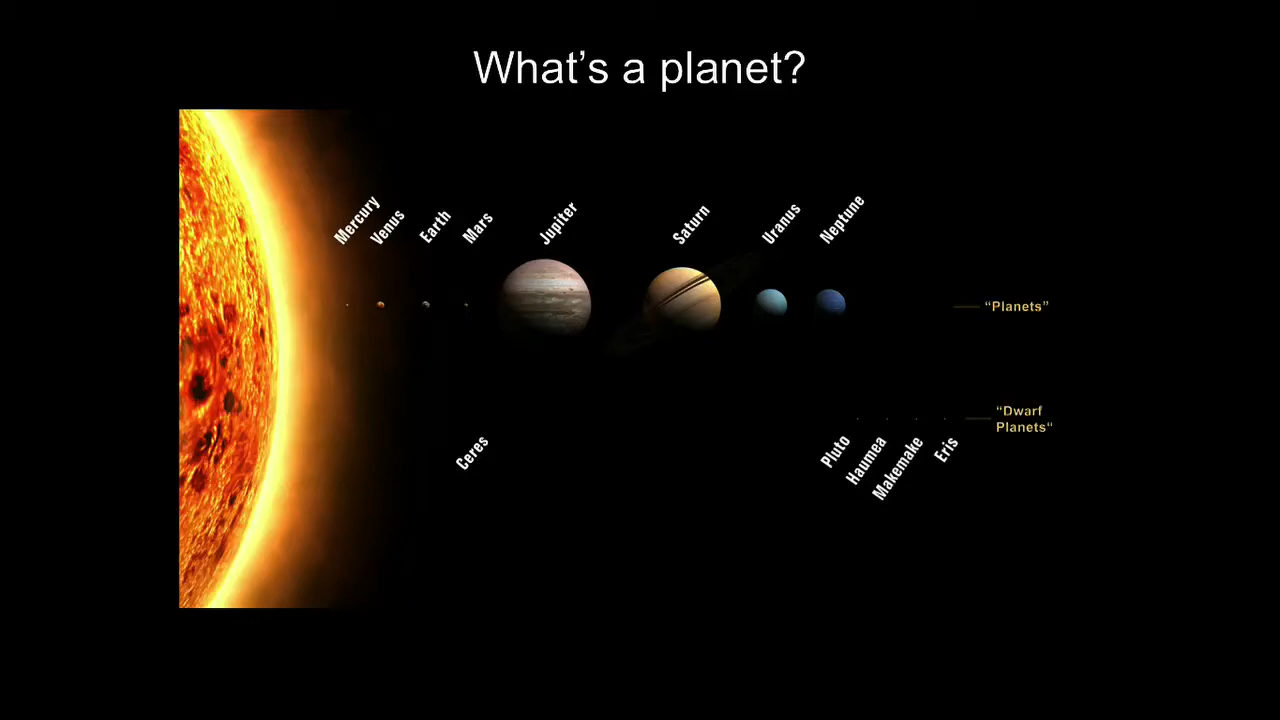 What’s a planet?
Mercury
Venus
Earth
Mars
Jupiter
Saturn
Uranus
Neptune
“Planets”
Ceres
Pluto
Haumea
Makemake
Eris
“Dwarf
Planets“